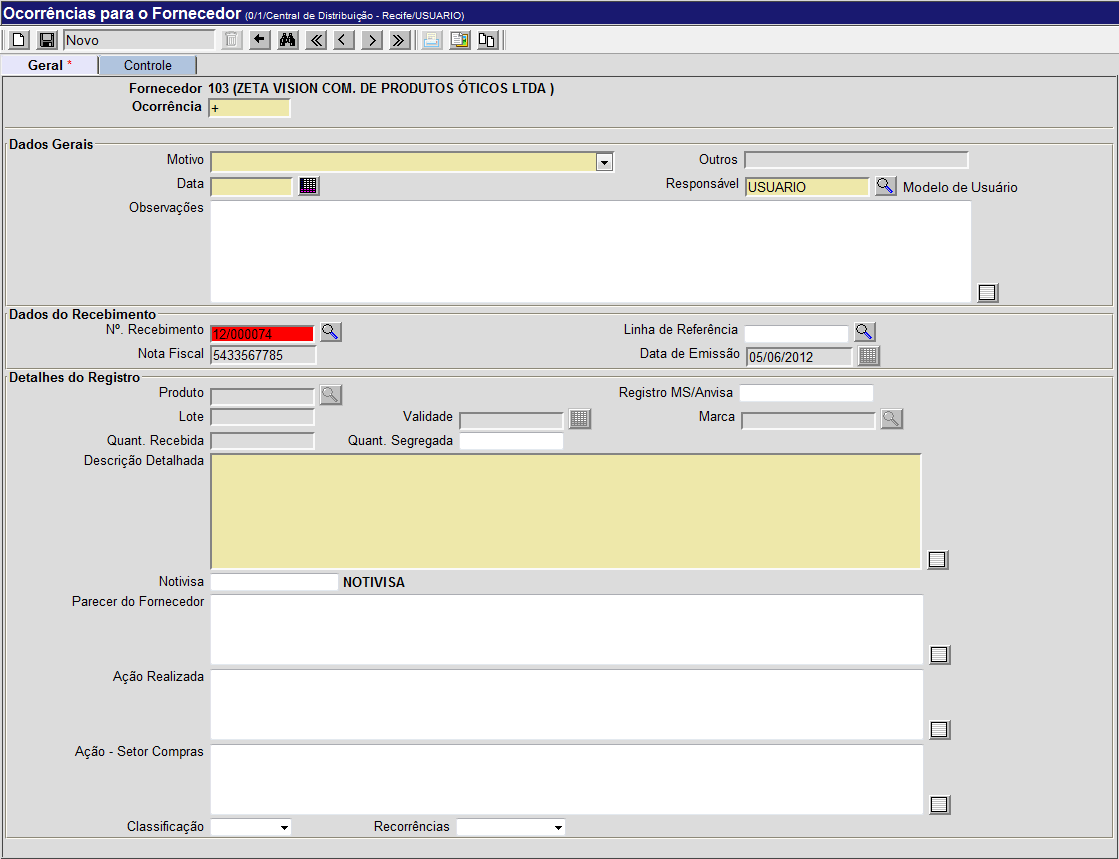 Ocorrências para o Fornecedor (0/1/Central de Distribuição - Recife/USUARIO)
Novo
Geral * Controle
Fornecedor 103 (ZETA VISION COM. DE PRODUTOS ÓTICOS LTDA )
Ocorrência +
Dados Gerais
Motivo Outros
Data Responsável USUARIO Modelo de Usuário
Observações
Dados do Recebimento
Nº. Recebimento 12/000074 Linha de Referência
Nota Fiscal 5433567785 Data de Emissão 05/06/2012
Detalhes do Registro
Produto Registro MS/Anvisa
Lote Validade Marca
Quant. Recebida Quant. Segregada
Descrição Detalhada
Notivisa NOTIVISA
Parecer do Fornecedor
Ação Realizada
Ação - Setor Compras
Classificação Recorrências